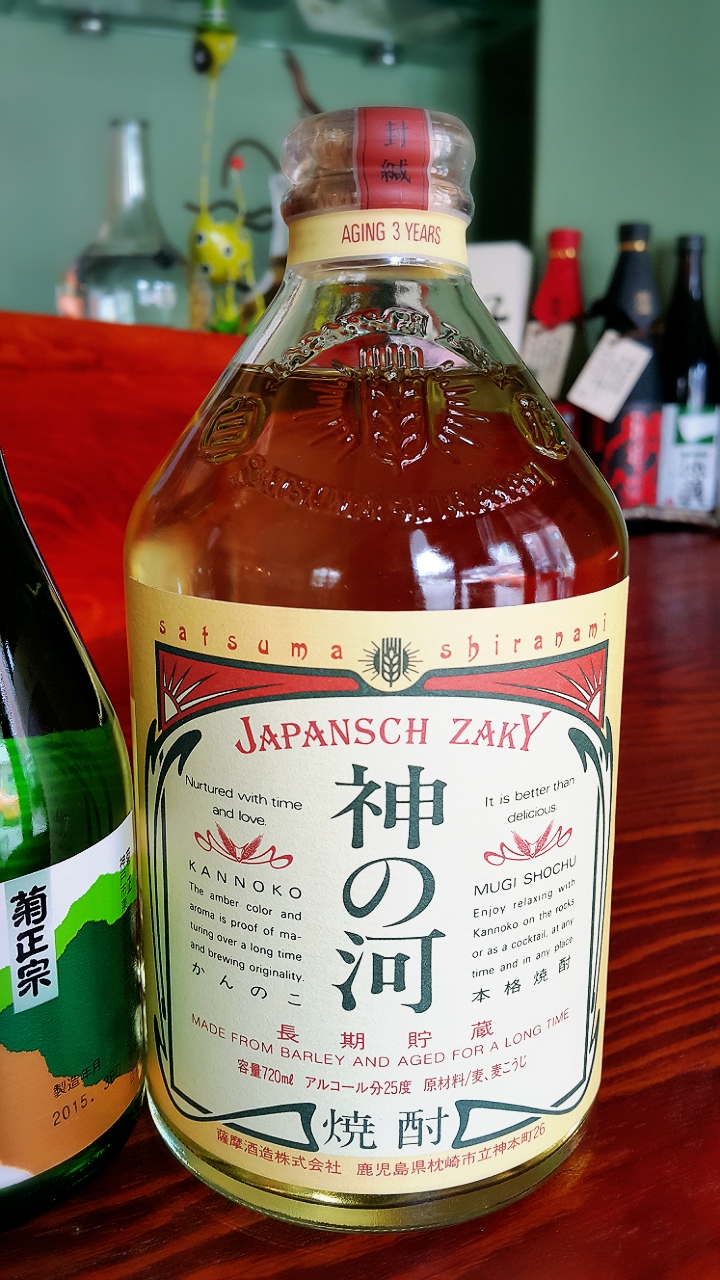 封
緘
AGING 3 YEARS
satsuma shiranami
JAPANSCH ZAKY
Nurtured with time
and love.
KANNOKO
The amber color and
aroma is proof of ma-
turing over a long time
and brewing originality.
かんのこ
神の河
It is better than
delicious.
MUGI SHOCHU
Enjoy relaxing with
Kannoko on the rocks
or as a cocktail, at any
time and in any place
本格焼酎
長期貯蔵
MADE FROM BARLEY AND AGED FOR A LONG TIME
容量720ml アルコール分25度 原材料/麦、麦こうじ
焼酎
薩摩酒造株式会社 鹿児島県枕崎市立神本町26
菊正宗
製造年月
2015.